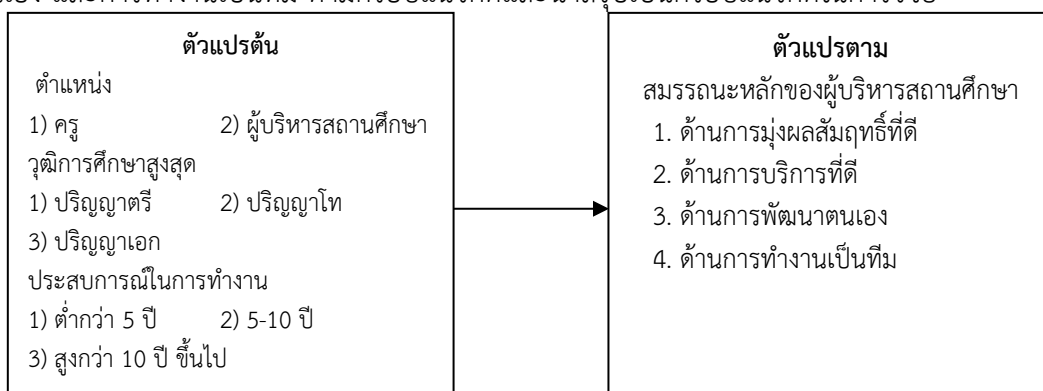 ตัวแปรต้น
ตำแหน่ง
1) ครู 2) ผู้บริหารสถานศึกษา
วุฒิการศึกษาสูงสุด
1) ปริญญาตรี 2) ปริญญาโท
3) ปริญญาเอก
ประสบการณ์ในการทำงาน
1) ต่ำกว่า 5 ปี 2) 5-10 ปี
3) สูงกว่า 10 ปี ขึ้นไป
ตัวแปรตาม
สมรรถนะหลักของผู้บริหารสถานศึกษา
1. ด้านการมุ่งผลสัมฤทธิ์ที่ดี
2. ด้านการบริการที่ดี
3. ด้านการพัฒนาตนเอง
4. ด้านการทำงานเป็นทีม